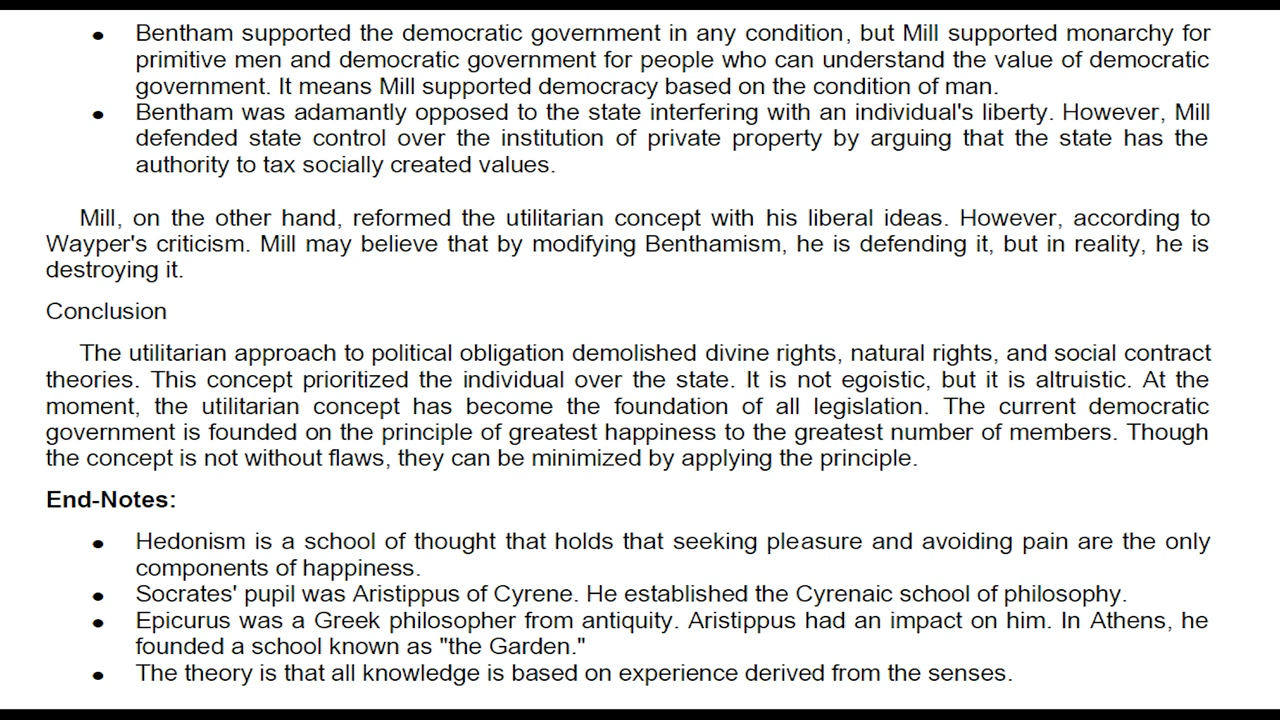 • Bentham supported the democratic government in any condition, but Mill supported monarchy for
primitive men and democratic government for people who can understand the value of democratic
government. It means Mill supported democracy based on the condition of man.
• Bentham was adamantly opposed to the state interfering with an individual's liberty. However, Mill
defended state control over the institution of private property by arguing that the state has the
authority to tax socially created values.
Mill, on the other hand, reformed the utilitarian concept with his liberal ideas. However, according to
Wayper's criticism. Mill may believe that by modifying Benthamism, he is defending it, but in reality, he is
destroying it.
Conclusion
The utilitarian approach to political obligation demolished divine rights, natural rights, and social contract
theories. This concept prioritized the individual over the state. It is not egoistic, but it is altruistic. At the
moment, the utilitarian concept has become the foundation of all legislation. The current democratic
government is founded on the principle of greatest happiness to the greatest number of members. Though
the concept is not without flaws, they can be minimized by applying the principle.
End-Notes:
• Hedonism is a school of thought that holds that seeking pleasure and avoiding pain are the only
components of happiness.
• Socrates' pupil was Aristippus of Cyrene. He established the Cyrenaic school of philosophy.
• Epicurus was a Greek philosopher from antiquity. Aristippus had an impact on him. In Athens, he
founded a school known as "the Garden."
• The theory is that all knowledge is based on experience derived from the senses.